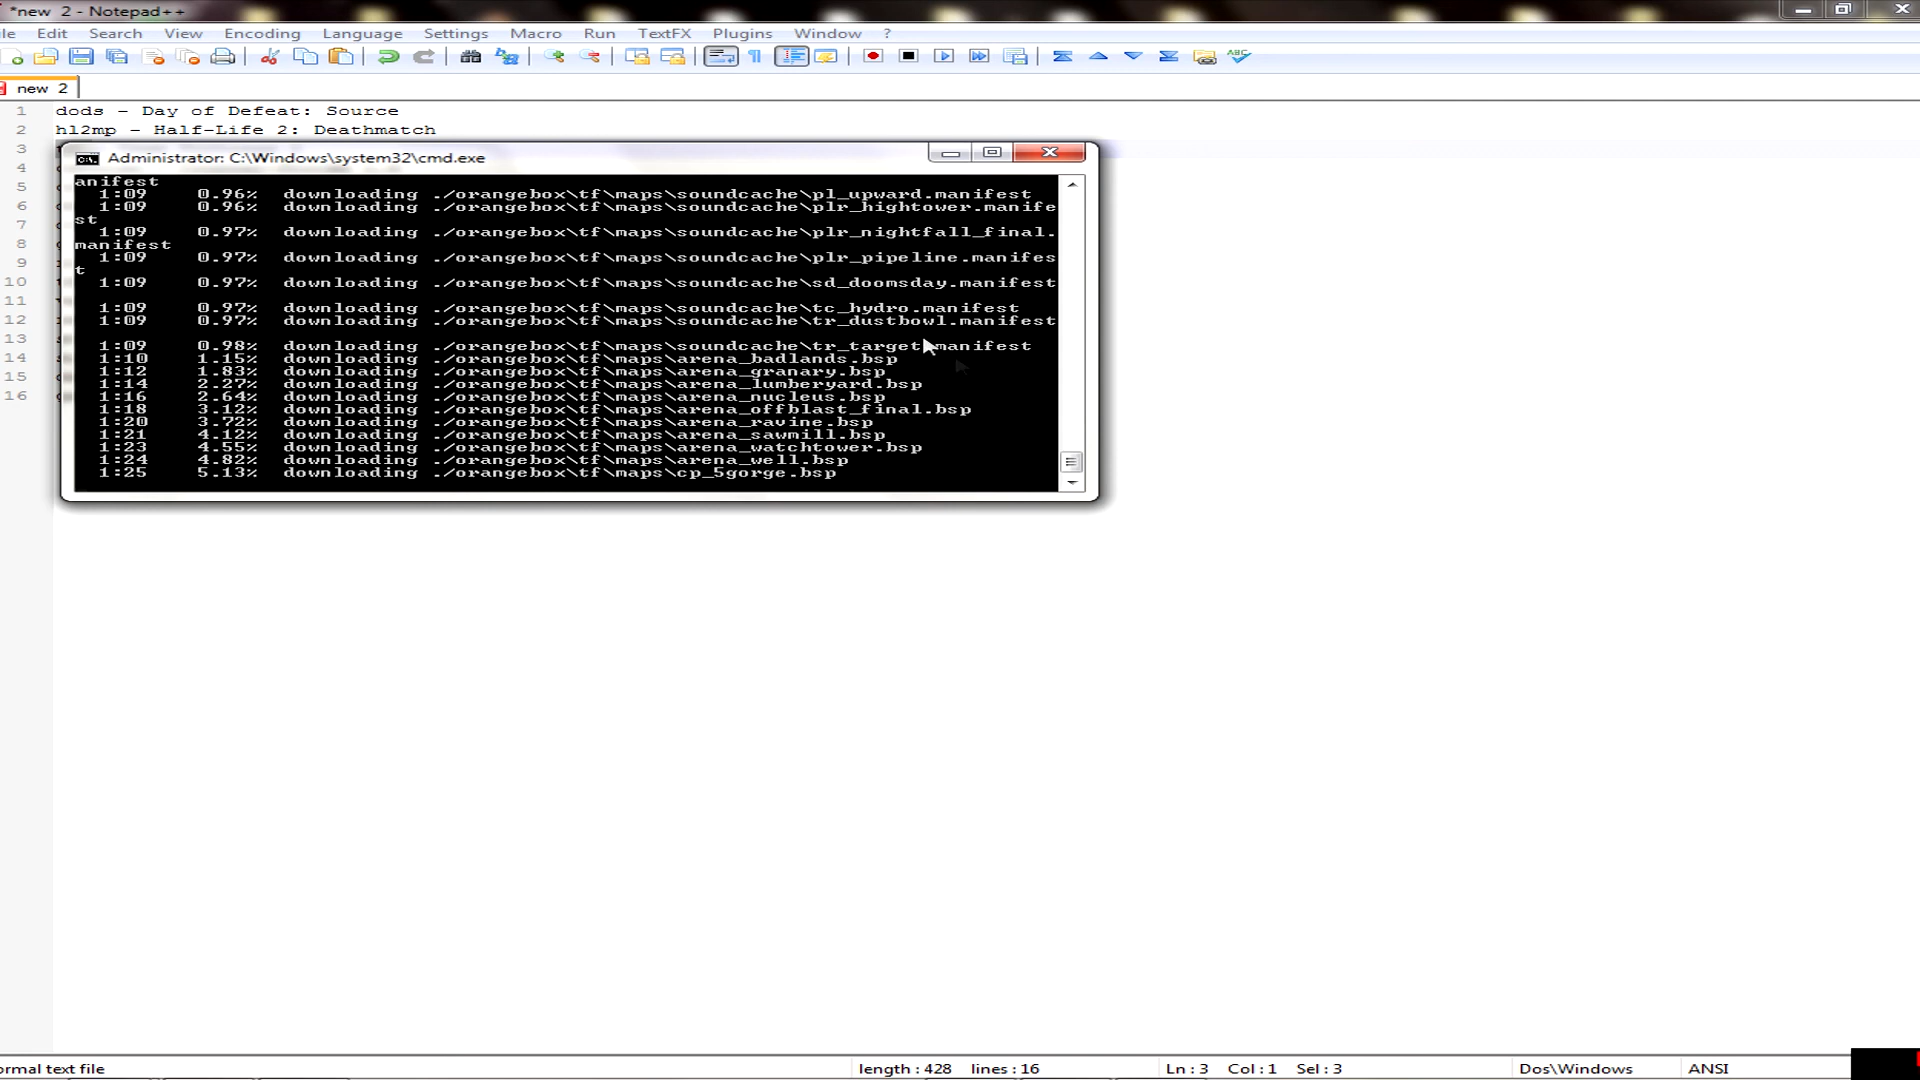 *new 2 - Notepad++
Edit Search View Encoding Language Settings Macro Run TextFX Plugins Window ?
new 2
1 dods - Day of Defeat: Source
2 hl2mp - Half-Life 2: Deathmatch
3
4
5
6
7
8
9
10
11
12
13
14
15
16
Administrator: C:\Windows\system32\cmd.exe
anifest
1:09 0.96% downloading ./orangebox\tf\maps\soundcache\pl_upward.manifest
1:09 0.96% downloading ./orangebox\tf\maps\soundcache\plr_hightower.manife
st
1:09 0.97% downloading ./orangebox\tf\maps\soundcache\plr_nightfall_final.
manifest
1:09 0.97% downloading ./orangebox\tf\maps\soundcache\plr_pipeline.manifes
t
1:09 0.97% downloading ./orangebox\tf\maps\soundcache\sd_doomsday.manifest
1:09 0.97% downloading ./orangebox\tf\maps\soundcache\tc_hydro.manifest
1:09 0.97% downloading ./orangebox\tf\maps\soundcache\tr_dustbowl.manifest
1:09 0.98% downloading ./orangebox\tf\maps\soundcache\tr_target.manifest
1:10 1.15% downloading ./orangebox\tf\maps\arena_badlands.bsp
1:12 1.83% downloading ./orangebox\tf\maps\arena_granary.bsp
1:14 2.27% downloading ./orangebox\tf\maps\arena_lumberyard.bsp
1:16 2.64% downloading ./orangebox\tf\maps\arena_nucleus.bsp
1:18 3.12% downloading ./orangebox\tf\maps\arena_offblast_final.bsp
1:20 3.72% downloading ./orangebox\tf\maps\arena_ravine.bsp
1:21 4.12% downloading ./orangebox\tf\maps\arena_sawmill.bsp
1:23 4.55% downloading ./orangebox\tf\maps\arena_watchtower.bsp
1:24 4.82% downloading ./orangebox\tf\maps\arena_well.bsp
1:25 5.13% downloading ./orangebox\tf\maps\cp_5gorge.bsp
ormal text file length : 428 lines : 16 Ln : 3 Col : 1 Sel : 3 Dos\Windows ANSI